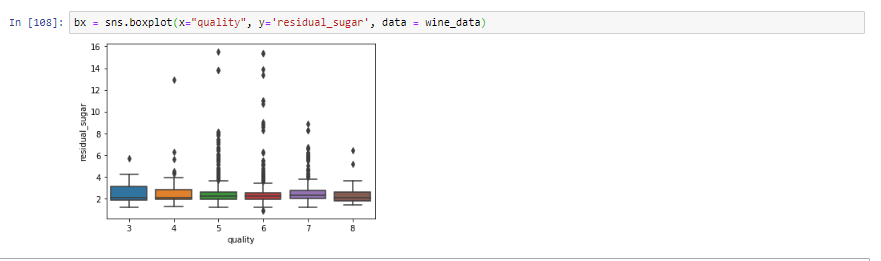 In [108]: bx = sns.boxplot(x="quality", y='residual_sugar', data = wine_data)
16
14
12
10
8
6
4
2
residual_sugar
3 4 5 6 7 8
quality